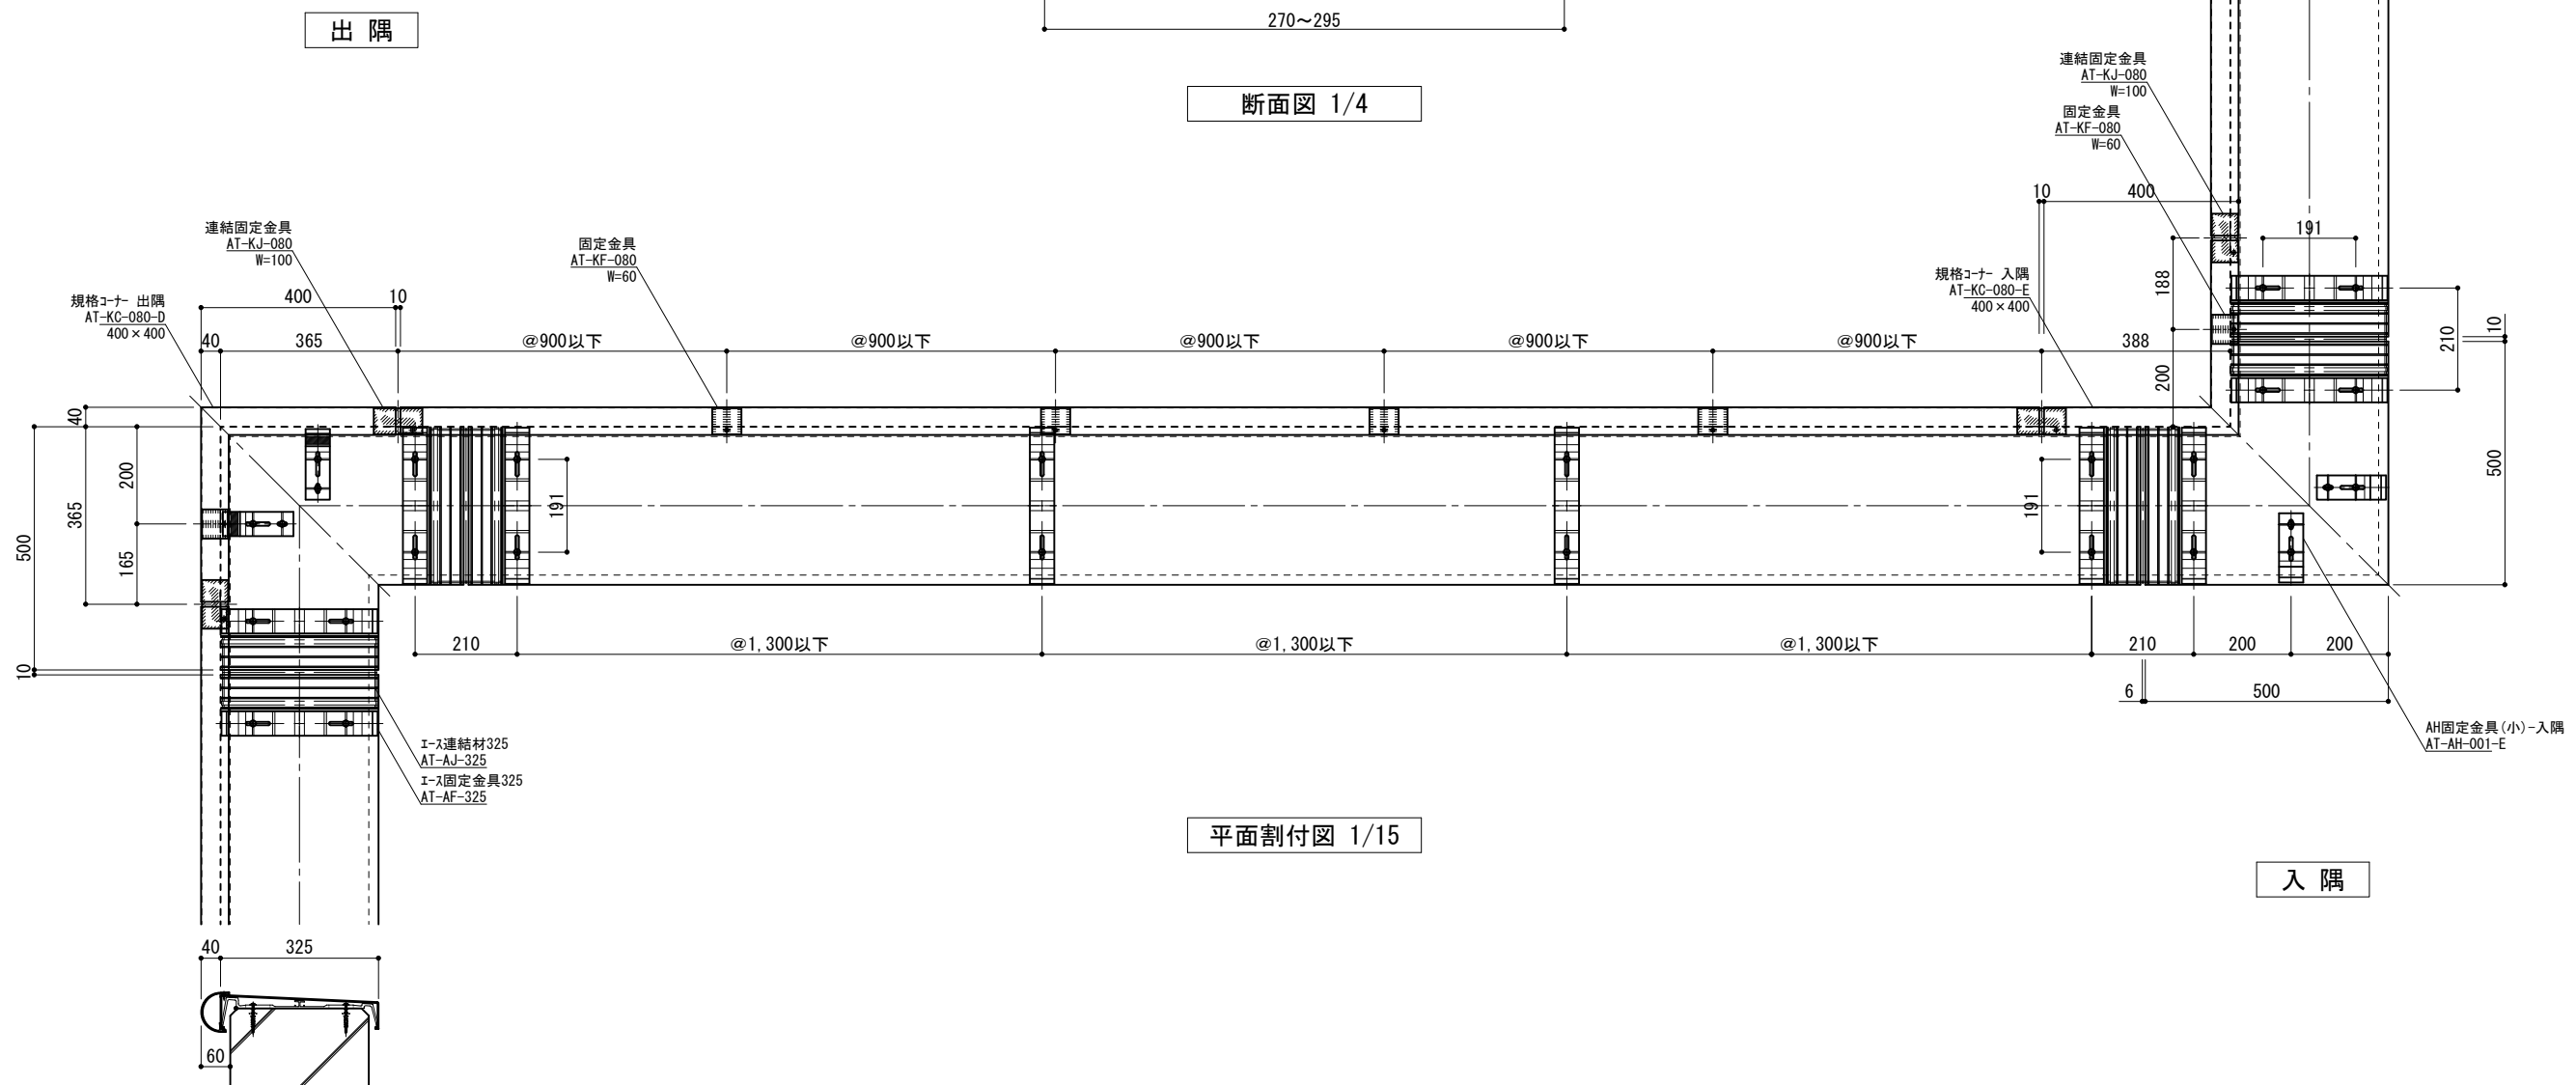 出 隅
270～295
断面図 1/4
連結固定金具
AT-KJ-080
W=100
固定金具
AT-KF-080
W=60
10
400
191
188
200
210
10
500
連結固定金具
AT-KJ-080
W=100
固定金具
AT-KF-080
W=60
規格ｺｰﾅｰ 入隅
AT-KC-080-E
400×400
規格ｺｰﾅｰ 出隅
AT-KC-080-D
400×400
400
10
40
365
@900以下
@900以下
@900以下
@900以下
@900以下
388
40
200
365
500
165
10
191
191
210
@1,300以下
@1,300以下
@1,300以下
210
200
200
6
500
ｴｰｽ連結材325
AT-AJ-325
ｴｰｽ固定金具325
AT-AF-325
AH固定金具(小)-入隅
AT-AH-001-E
平面割付図 1/15
入 隅
40
325
60